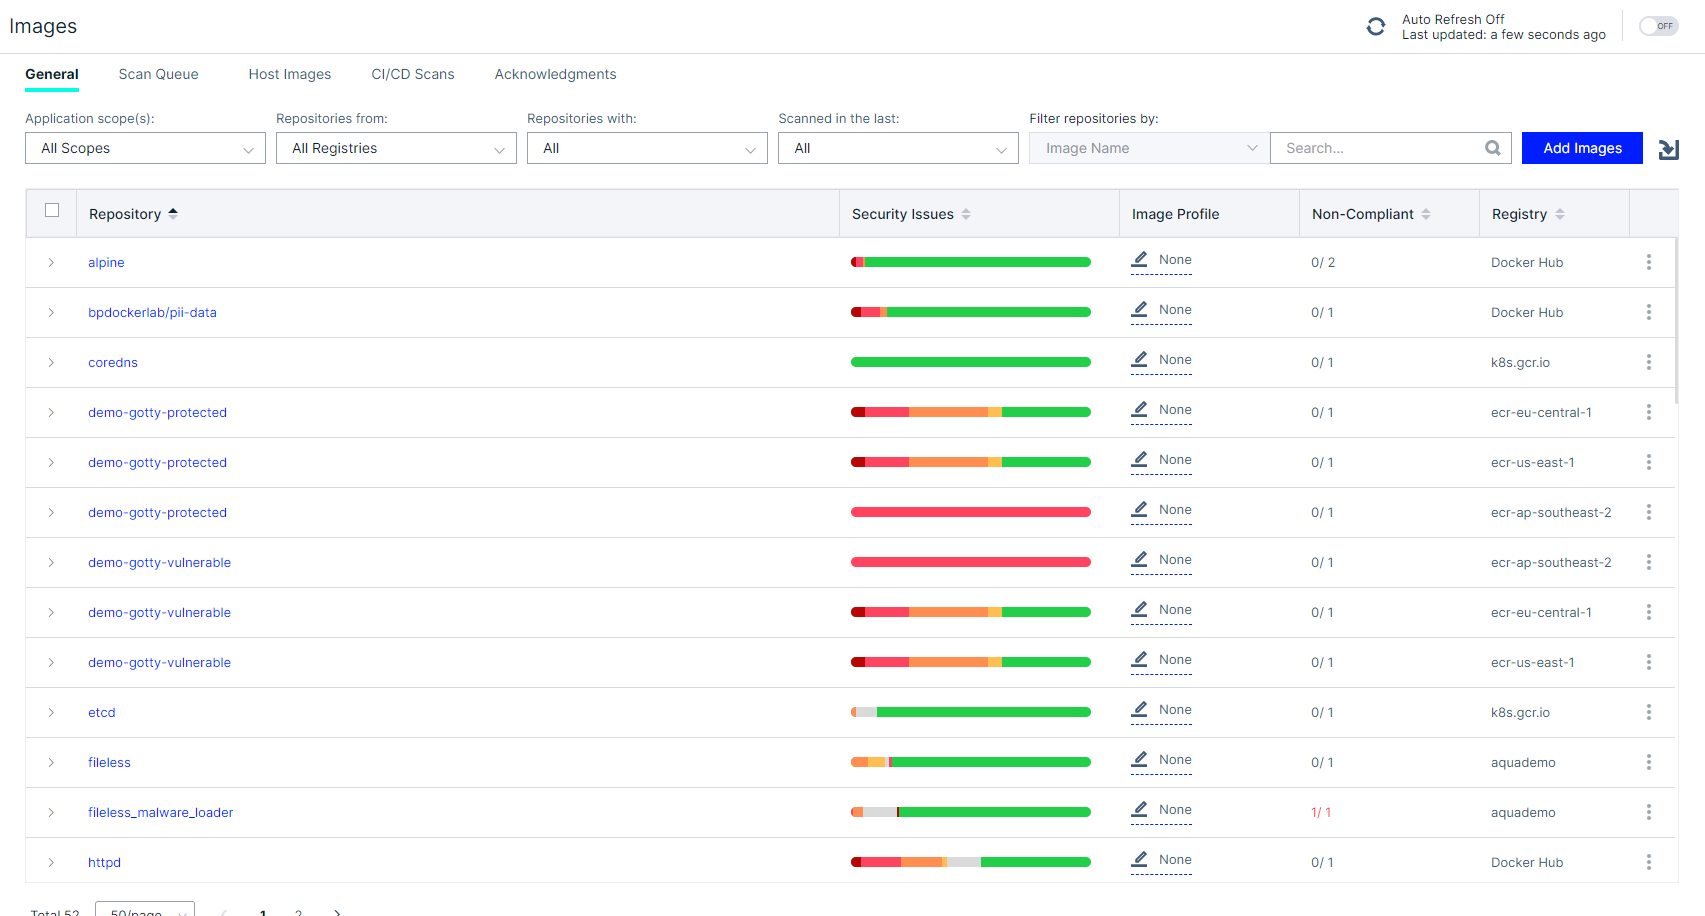 Images
Auto Refresh Off
Last updated: a few seconds ago
OFF
General Scan Queue Host Images CI/CD Scans Acknowledgments
Application scope(s): Repositories from: Repositories with: Scanned in the last: Filter repositories by:
All Scopes All Registries All All Image Name Search... Add Images
Repository Security Issues Image Profile Non-Compliant Registry
alpine None 0/ 2 Docker Hub
bpdockerlab/pii-data None 0/ 1 Docker Hub
coredns None 0/ 1 k8s.gcr.io
demo-gotty-protected None 0/ 1 ecr-eu-central-1
demo-gotty-protected None 0/ 1 ecr-us-east-1
demo-gotty-protected None 0/ 1 ecr-ap-southeast-2
demo-gotty-vulnerable None 0/ 1 ecr-ap-southeast-2
demo-gotty-vulnerable None 0/ 1 ecr-eu-central-1
demo-gotty-vulnerable None 0/ 1 ecr-us-east-1
etcd None 0/ 1 k8s.gcr.io
fileless None 0/ 1 aquademo
fileless_malware_loader None 1/ 1 aquademo
httpd None 0/ 1 Docker Hub
Total 52 50/page 1 2